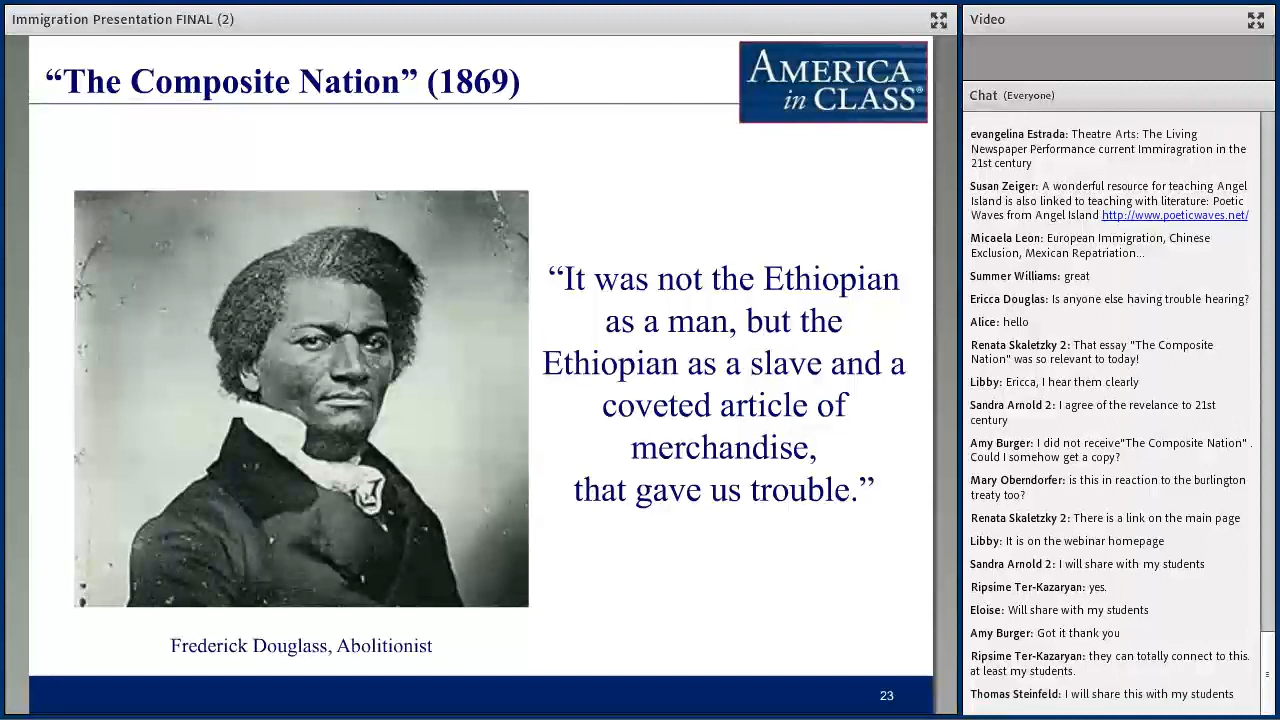 Immigration Presentation FINAL (2)
“The Composite Nation” (1869)
AMERICA
in CLASS®
“It was not the Ethiopian
as a man, but the
Ethiopian as a slave and a
coveted article of
merchandise,
that gave us trouble.”
Frederick Douglass, Abolitionist
23
Video
Chat (Everyone)
evangelina Estrada: Theatre Arts: The Living
Newspaper Performance current Immiragration in the
21st century
Susan Zeiger: A wonderful resource for teaching Angel
Island is also linked to teaching with literature: Poetic
Waves from Angel Island http://www.poeticwaves.net/
Micaela Leon: European Immigration, Chinese
Exclusion, Mexican Repatriation...
Summer Williams: great
Ericca Douglas: Is anyone else having trouble hearing?
Alice: hello
Renata Skaletzky 2: That essay "The Composite
Nation" was so relevant to today!
Libby: Ericca, I hear them clearly
Sandra Arnold 2: I agree of the revelance to 21st
century
Amy Burger: I did not receive"The Composite Nation" .
Could I somehow get a copy?
Mary Oberndorfer: is this in reaction to the burlington
treaty too?
Renata Skaletzky 2: There is a link on the main page
Libby: It is on the webinar homepage
Sandra Arnold 2: I will share with my students
Ripsime Ter-Kazaryan: yes.
Eloise: Will share with my students
Amy Burger: Got it thank you
Ripsime Ter-Kazaryan: they can totally connect to this.
at least my students.
Thomas Steinfeld: I will share this with my students